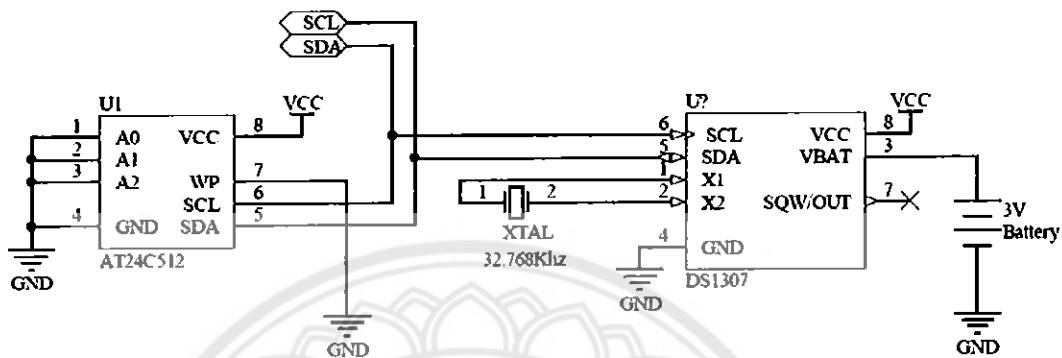 SCL
SDA
U1
VCC
1 A0 VCC 8
2 A1
3 A2 WP 7
SCL 6
4 GND SDA 5
AT24C512
GND
GND
U?
VCC
6 SCL VCC 8
5 SDA VBAT 3
1 X1
2 X2 SQW/OUT 7
1 2
XTAL
32.768Khz
4 GND
DS1307
GND
3V
Battery
GND